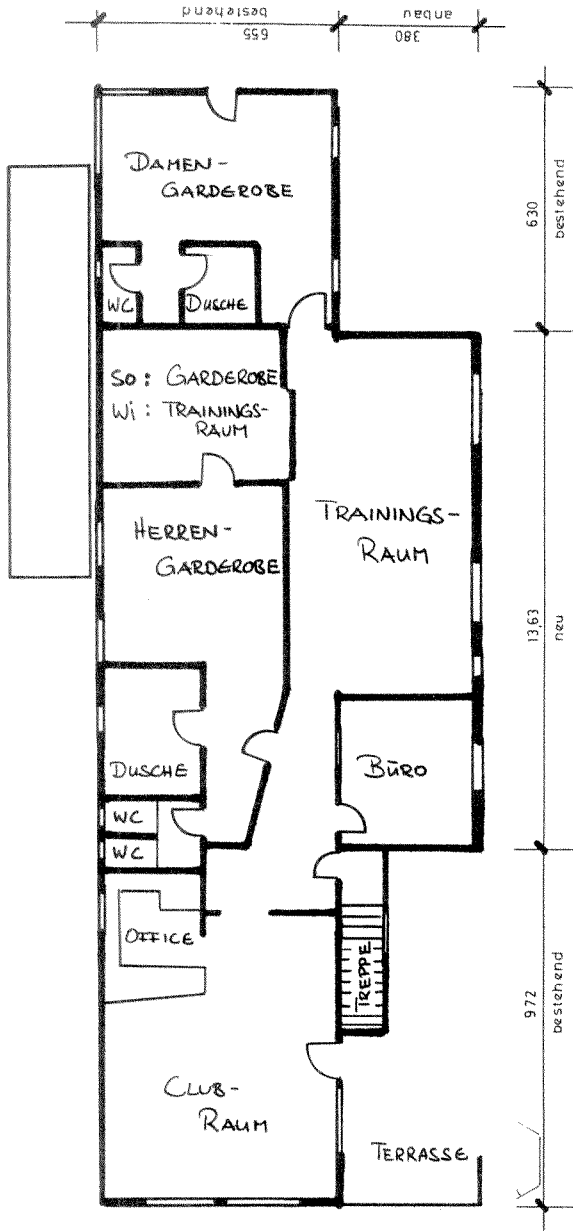 bestehend
anbau
655
380
DAMEN-
GARDEROBE
630
bestehend
WC
DUSCHE
SO : GARDEROBE
Wi : TRAININGS-
RAUM
HERREN-
GARDEROBE
TRAININGS-
RAUM
13,63
neu
DUSCHE
BÜRO
WC
WC
OFFICE
TREPPE
972
bestehend
CLUB-
RAUM
TERRASSE